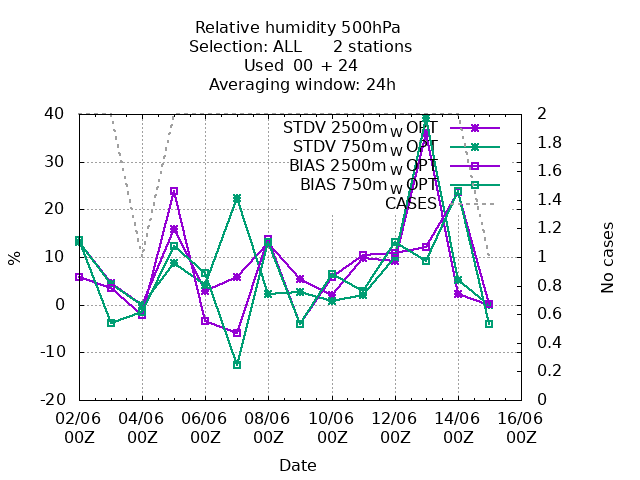 Relative humidity 500hPa
Selection: ALL 2 stations
Used 00 + 24
Averaging window: 24h
STDV 2500m_W OPT
STDV 750m_W OPT
BIAS 2500m_W OPT
BIAS 750m_W OPT
CASES
40
30
20
10
0
-10
-20
%
2
1.8
1.6
1.4
1.2
1
0.8
0.6
0.4
0.2
0
No cases
02/06 04/06 06/06 08/06 10/06 12/06 14/06 16/06
00Z 00Z 00Z 00Z 00Z 00Z 00Z 00Z
Date